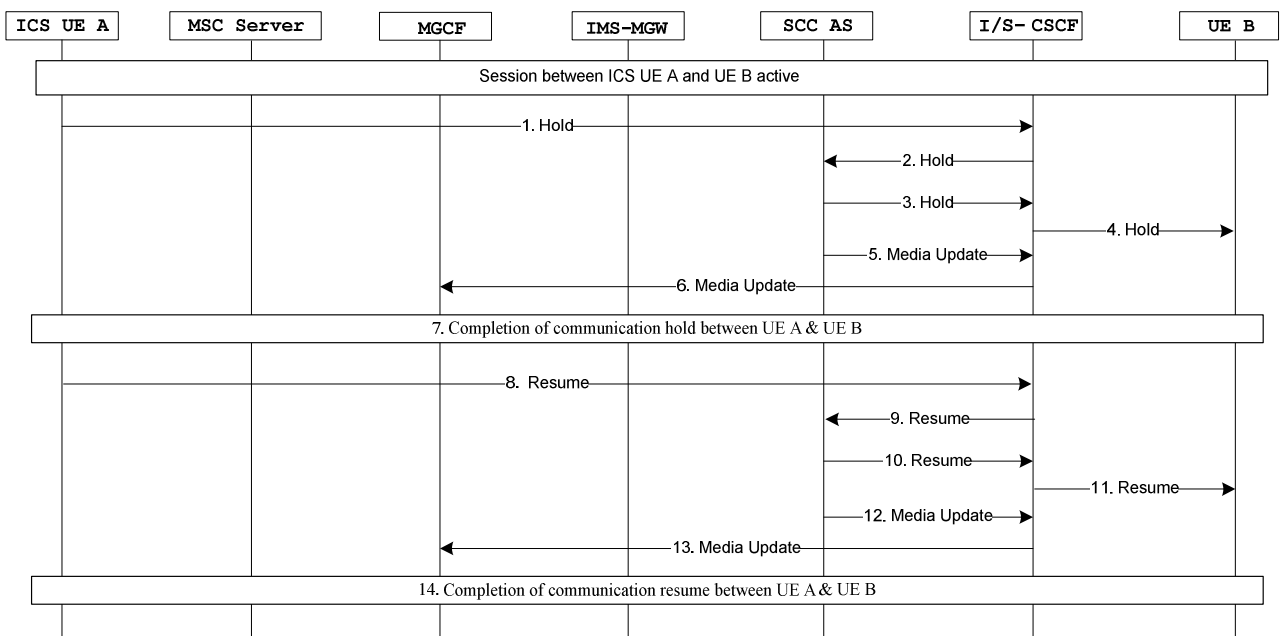 ICS UE A
MSC Server
MGCF
IMS-MGW
SCC AS
I/S- CSCF
UE B
Session between ICS UE A and UE B active
1. Hold
2. Hold
3. Hold
4. Hold
5. Media Update
6. Media Update
7. Completion of communication hold between UE A & UE B
8. Resume
9. Resume
10. Resume
11. Resume
12. Media Update
13. Media Update
14. Completion of communication resume between UE A & UE B